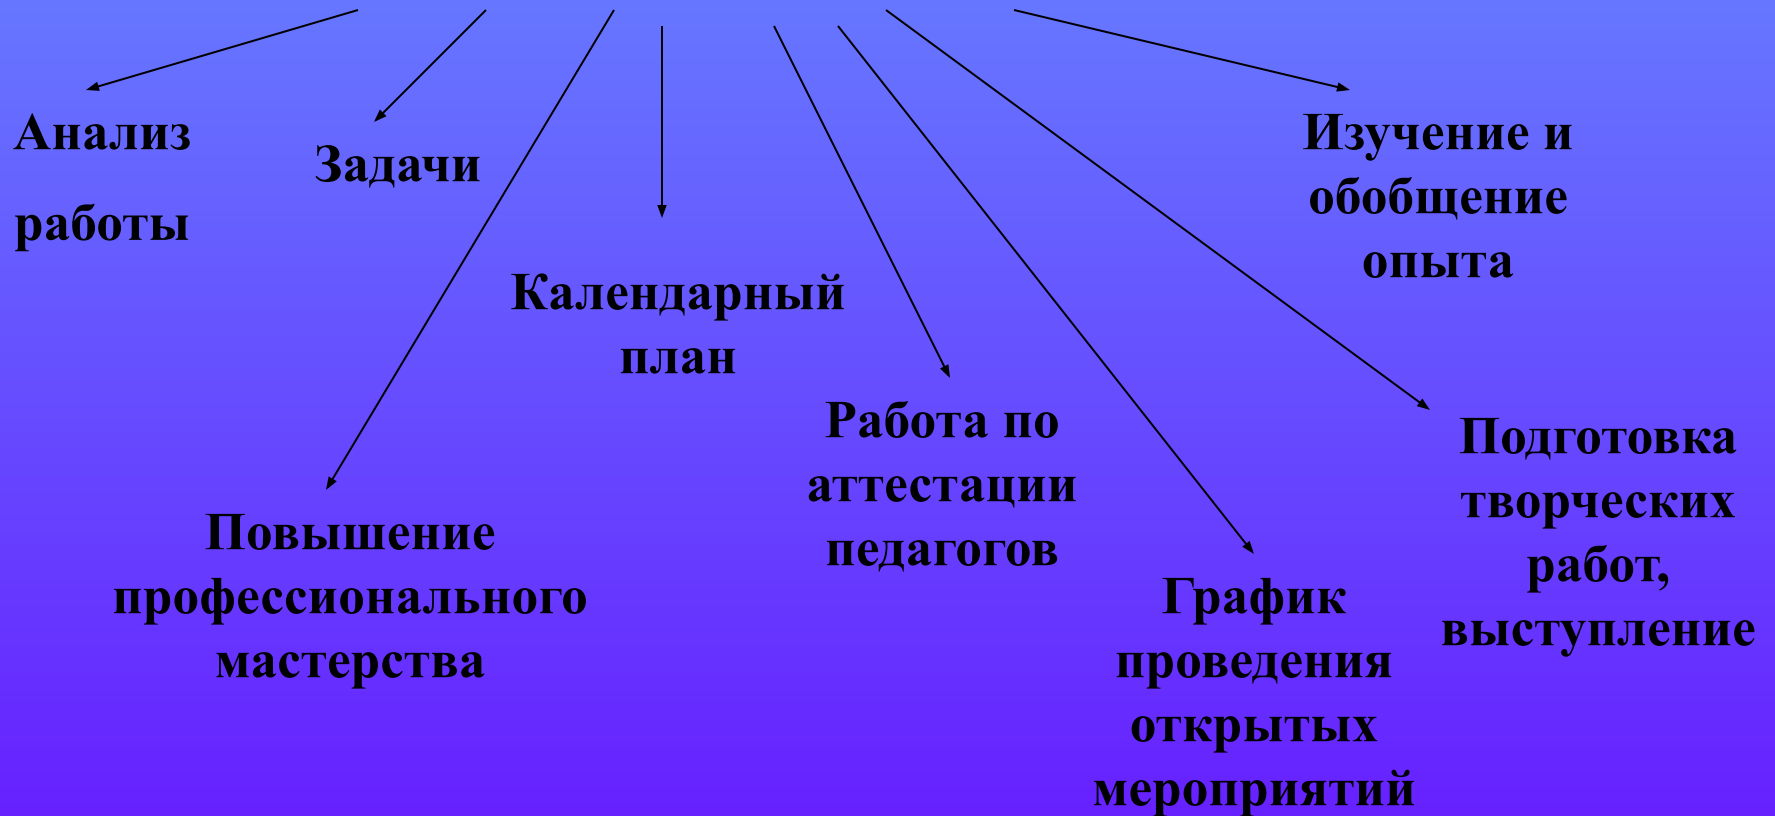 Анализ
работы
Задачи
Повышение
профессионального
мастерства
Календарный
план
Работа по
аттестации
педагогов
График
проведения
открытых
мероприятий
Подготовка
творческих
работ,
выступление
Изучение и
обобщение
опыта